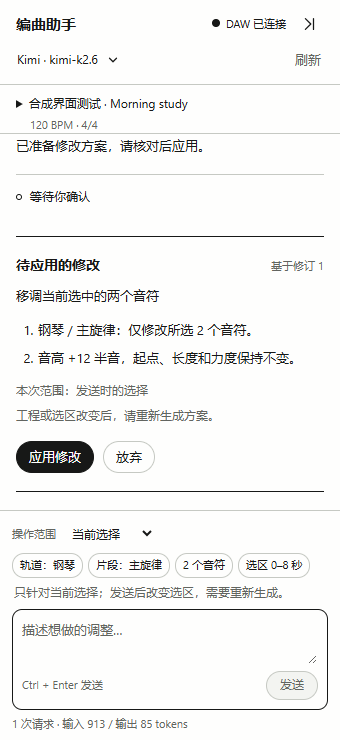 编曲助手
DAW 已连接
Kimi · kimi-k2.6
刷新
合成界面测试 · Morning study
120 BPM · 4/4
已准备修改方案，请核对后应用。
等待你确认
待应用的修改
基于修订 1
移调当前选中的两个音符
1. 钢琴 / 主旋律：仅修改所选 2 个音符。
2. 音高 +12 半音，起点、长度和力度保持不变。
本次范围：发送时的选择
工程或选区改变后，请重新生成方案。
应用修改 放弃
操作范围 当前选择
轨道：钢琴 片段：主旋律 2 个音符 选区 0–8 秒
只针对当前选择；发送后改变选区，需要重新生成。
描述想做的调整...
Ctrl + Enter 发送
发送
1 次请求 · 输入 913 / 输出 85 tokens